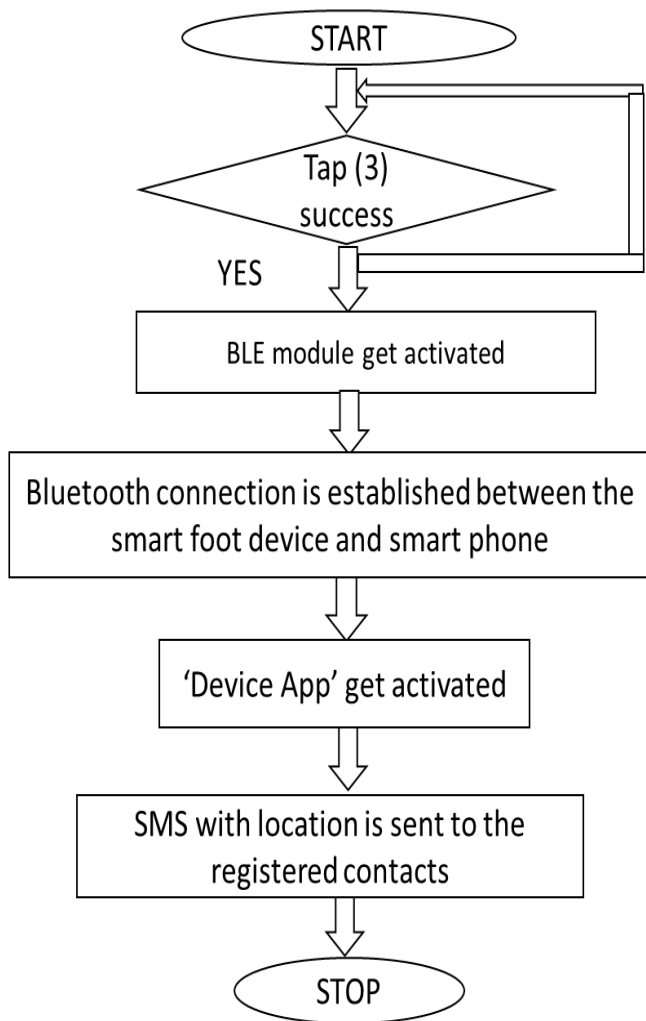 START
Tap (3)
success
YES
BLE module get activated
Bluetooth connection is established between the
smart foot device and smart phone
‘Device App’ get activated
SMS with location is sent to the
registered contacts
STOP